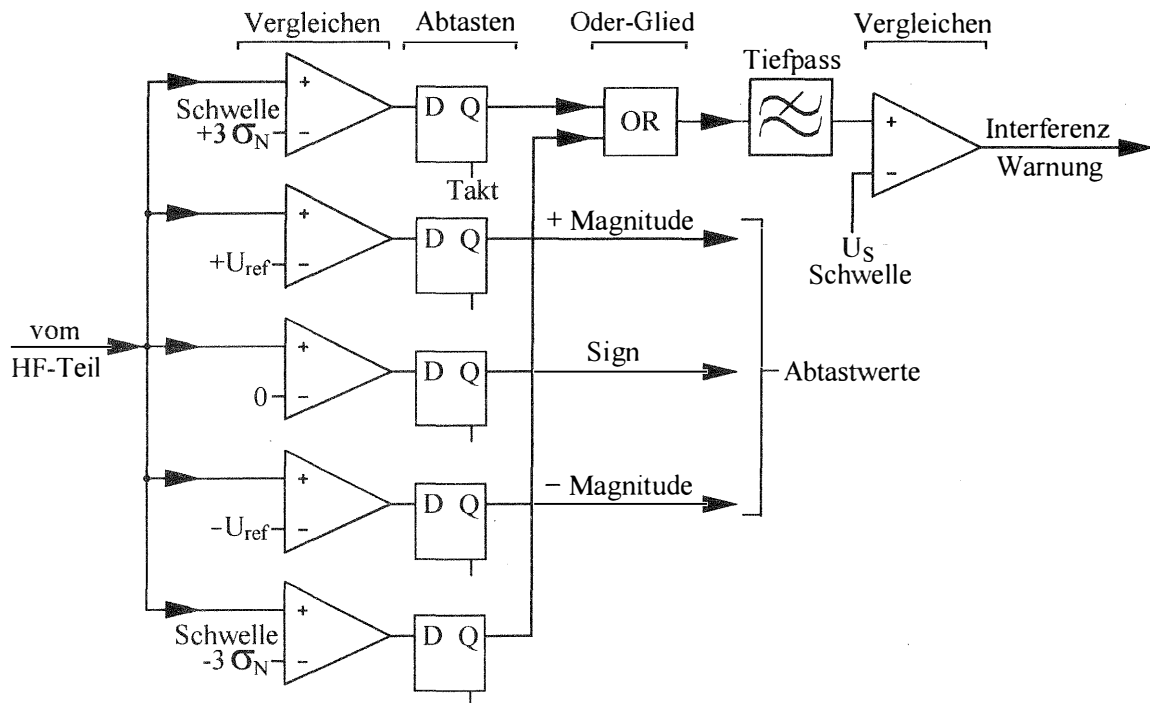 Vergleichen
Abtasten
Oder-Glied
Vergleichen
Tiefpass
+
Schwelle
+3 σN
−
D Q
Takt
OR
+
−
US
Schwelle
Interferenz
Warnung
+
+Uref
−
D Q
+ Magnitude
vom
HF-Teil
+
0
−
D Q
Sign
Abtastwerte
+
−Uref
−
D Q
− Magnitude
+
Schwelle
-3 σN
−
D Q